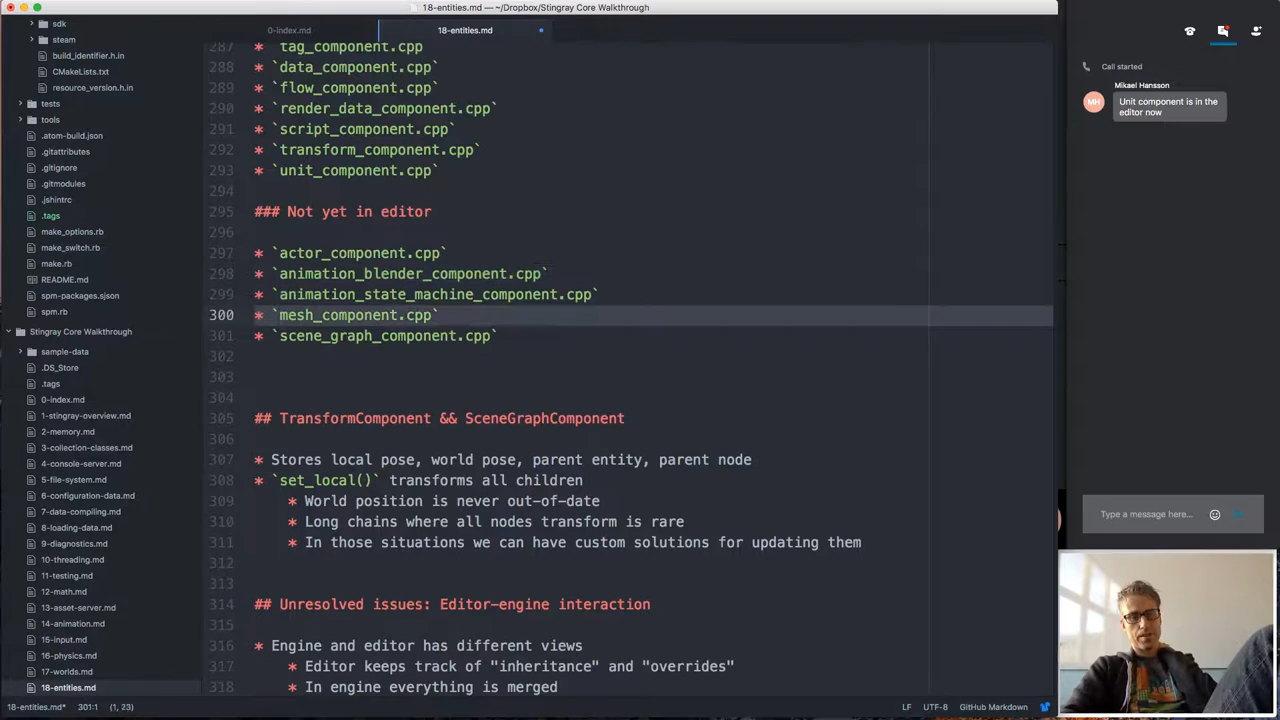 18-entities.md — ~/Dropbox/Stingray Core Walkthrough
sdk
steam
build_identifier.h.in
CMakeLists.txt
resource_version.h.in
tests
tools
.atom-build.json
.gitattributes
.gitignore
.gitmodules
.jshintrc
.tags
make_options.rb
make_switch.rb
make.rb
README.md
spm-packages.sjson
spm.rb
Stingray Core Walkthrough
sample-data
.DS_Store
.tags
0-index.md
1-stingray-overview.md
2-memory.md
3-collection-classes.md
4-console-server.md
5-file-system.md
6-configuration-data.md
7-data-compiling.md
8-loading-data.md
9-diagnostics.md
10-threading.md
11-testing.md
12-math.md
13-asset-server.md
14-animation.md
15-input.md
16-physics.md
17-worlds.md
18-entities.md
0-index.md
18-entities.md
287 * `tag_component.cpp`
288 * `data_component.cpp`
289 * `flow_component.cpp`
290 * `render_data_component.cpp`
291 * `script_component.cpp`
292 * `transform_component.cpp`
293 * `unit_component.cpp`
294
295 ### Not yet in editor
296
297 * `actor_component.cpp`
298 * `animation_blender_component.cpp`
299 * `animation_state_machine_component.cpp`
300 * `mesh_component.cpp`
301 * `scene_graph_component.cpp`
302
303
304
305 ## TransformComponent && SceneGraphComponent
306
307 * Stores local pose, world pose, parent entity, parent node
308 * `set_local()` transforms all children
309 * World position is never out-of-date
310 * Long chains where all nodes transform is rare
311 * In those situations we can have custom solutions for updating them
312
313
314 ## Unresolved issues: Editor-engine interaction
315
316 * Engine and editor has different views
317 * Editor keeps track of "inheritance" and "overrides"
318 * In engine everything is merged
18-entities.md* 301:1 (1, 23)
LF UTF-8 GitHub Markdown
Call started
Mikael Hansson
MH
Unit component is in the
editor now
Type a message here...